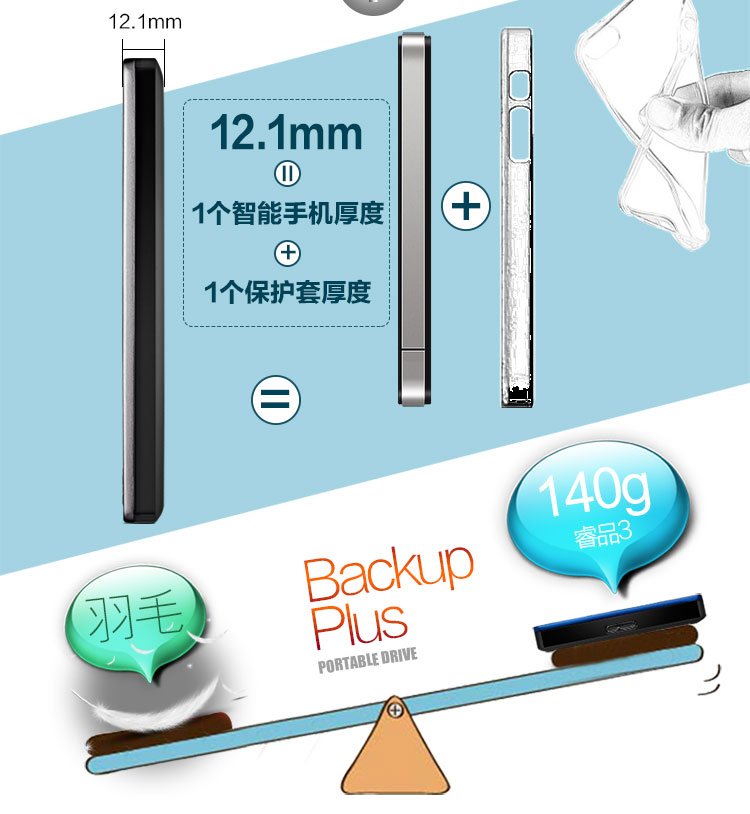 12.1mm
12.1mm
=
1个智能手机厚度
+
1个保护套厚度
+
=
140g
睿品3
羽毛
Backup
Plus
PORTABLE DRIVE